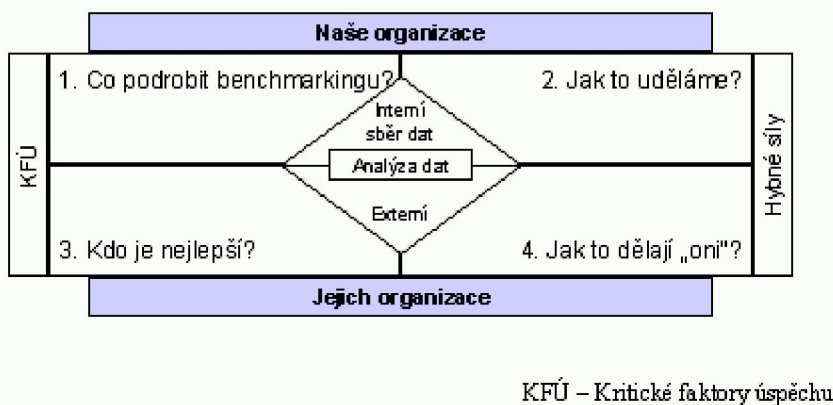 Naše organizace
1. Co podrobit benchmarkingu?
2. Jak to uděláme?
KFÚ
Interní
sběr dat
Analýza dat
Externí
Hybné síly
3. Kdo je nejlepší?
4. Jak to dělají „oni"?
Jejich organizace
KFÚ – Kritické faktory úspěchu